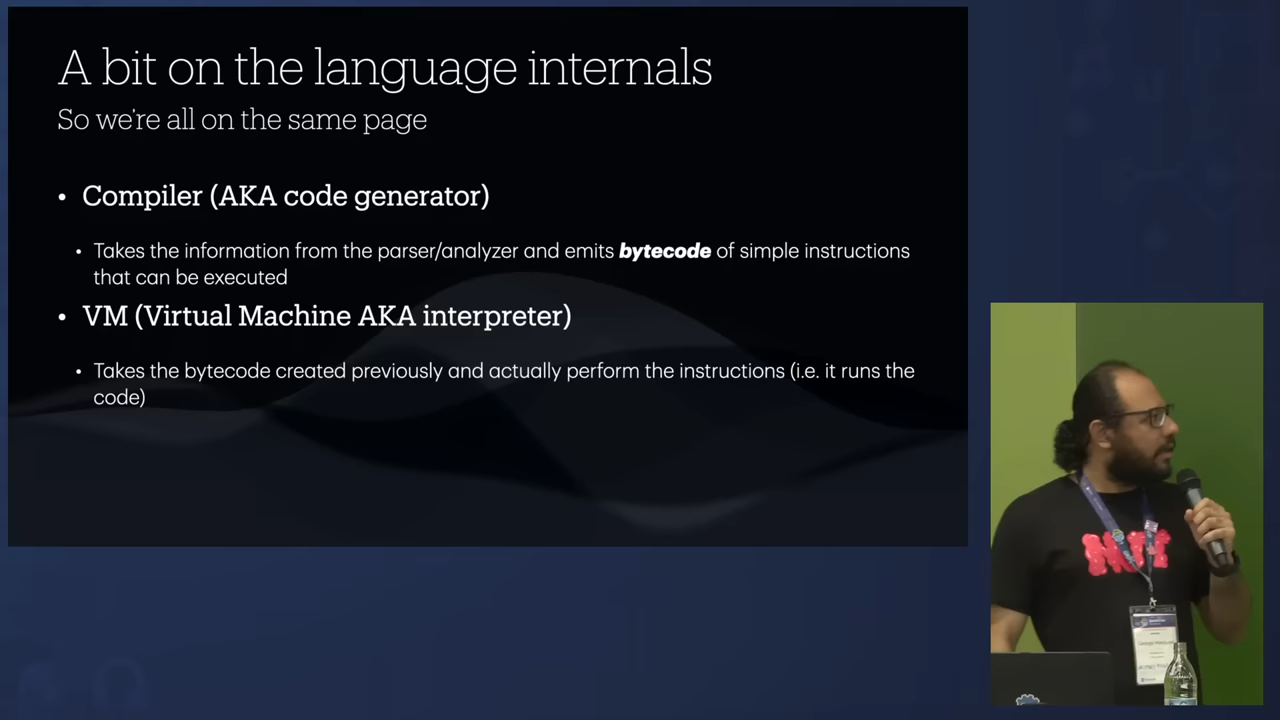 A bit on the language internals
So we're all on the same page
• Compiler (AKA code generator)
• Takes the information from the parser/analyzer and emits bytecode of simple instructions
that can be executed
• VM (Virtual Machine AKA interpreter)
• Takes the bytecode created previously and actually perform the instructions (i.e. it runs the
code)